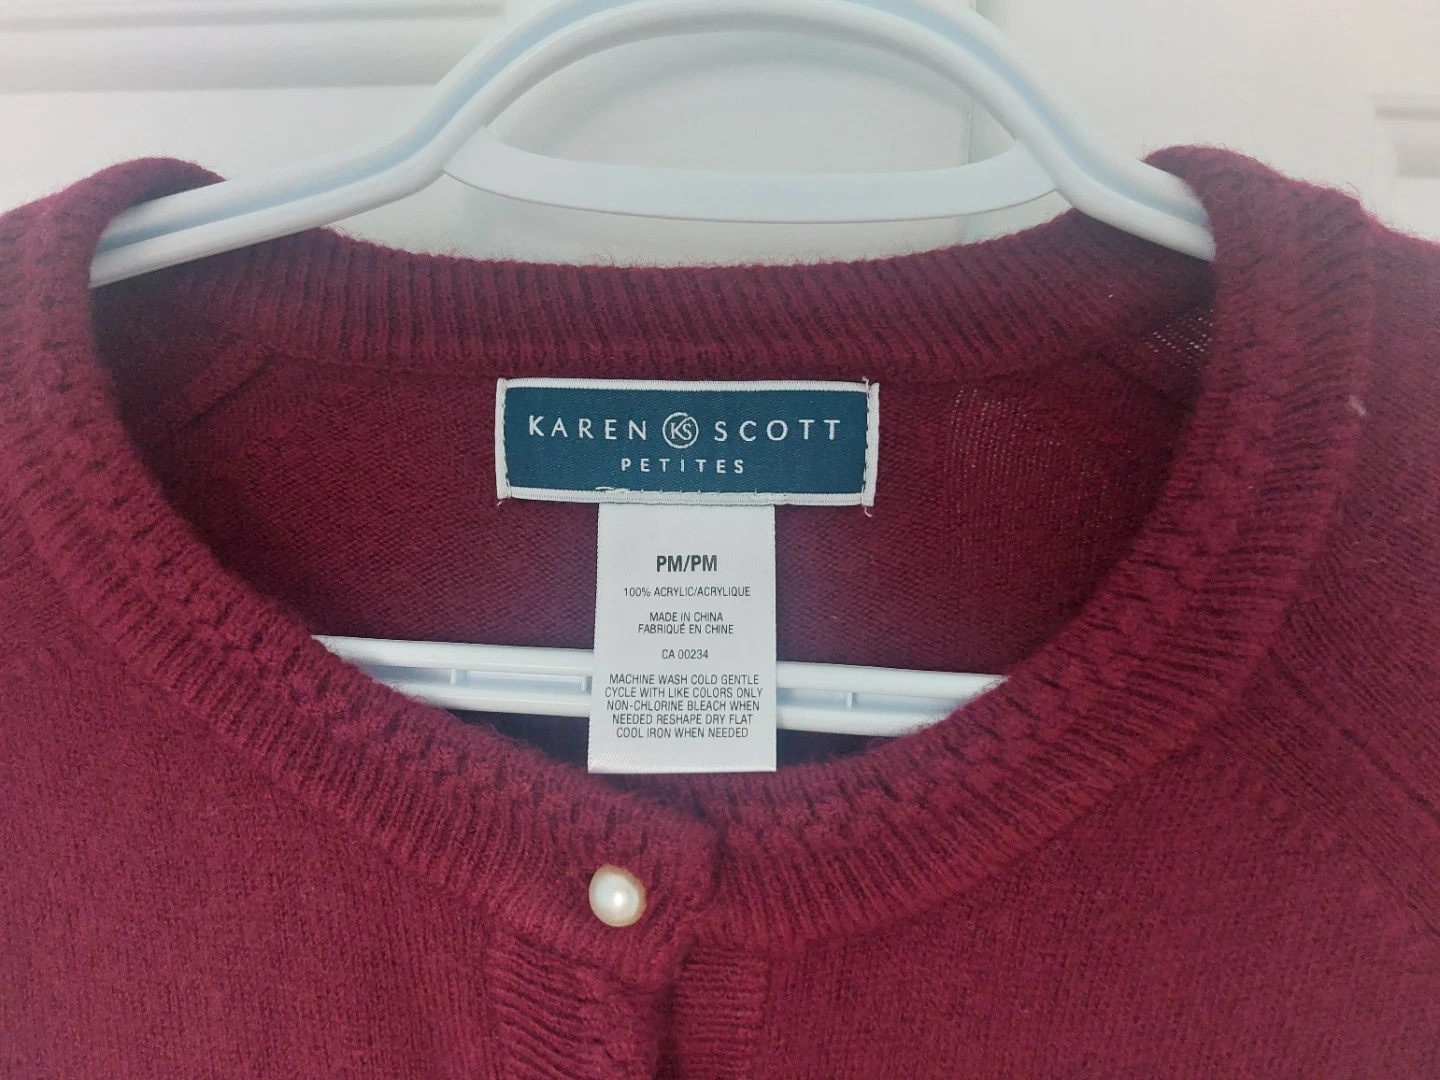 KAREN KS SCOTT
PETITES
PM/PM
100% ACRYLIC/ACRYLIQUE
MADE IN CHINA
FABRIQUÉ EN CHINE
CA 00234
MACHINE WASH COLD GENTLE
CYCLE WITH LIKE COLORS ONLY
NON-CHLORINE BLEACH WHEN
NEEDED RESHAPE DRY FLAT
COOL IRON WHEN NEEDED